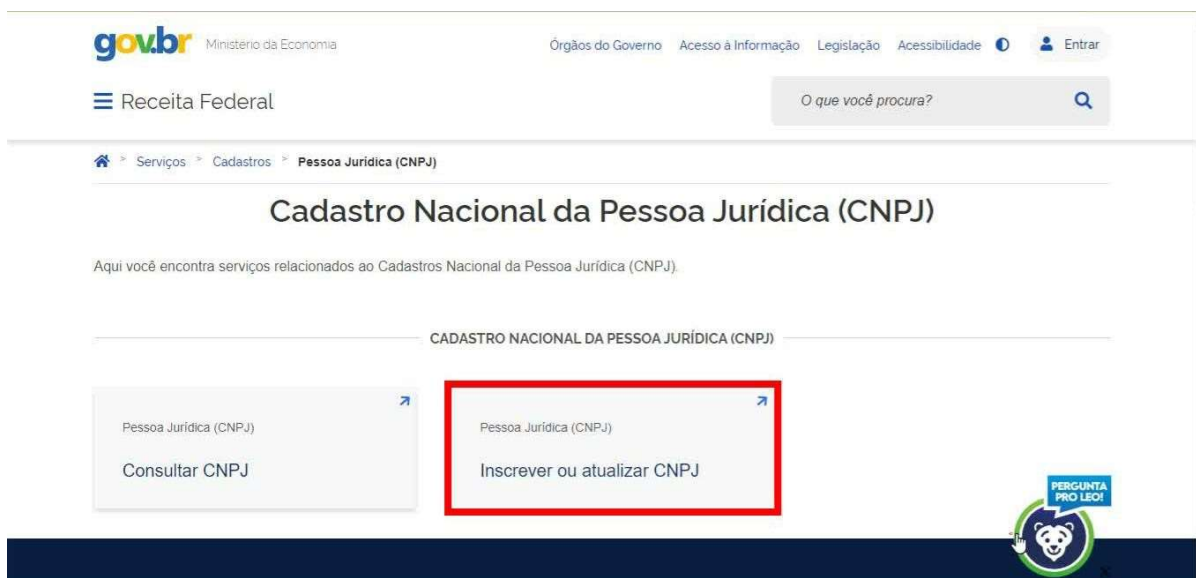 gov.br Ministério da Economia Órgãos do Governo Acesso à Informação Legislação Acessibilidade Entrar
Receita Federal O que você procura?
> Serviços > Cadastros > Pessoa Jurídica (CNPJ)
Cadastro Nacional da Pessoa Jurídica (CNPJ)
Aqui você encontra serviços relacionados ao Cadastros Nacional da Pessoa Jurídica (CNPJ).
CADASTRO NACIONAL DA PESSOA JURÍDICA (CNPJ)
Pessoa Jurídica (CNPJ)
Consultar CNPJ
Pessoa Jurídica (CNPJ)
Inscrever ou atualizar CNPJ
PERGUNTA
PRO LEO!